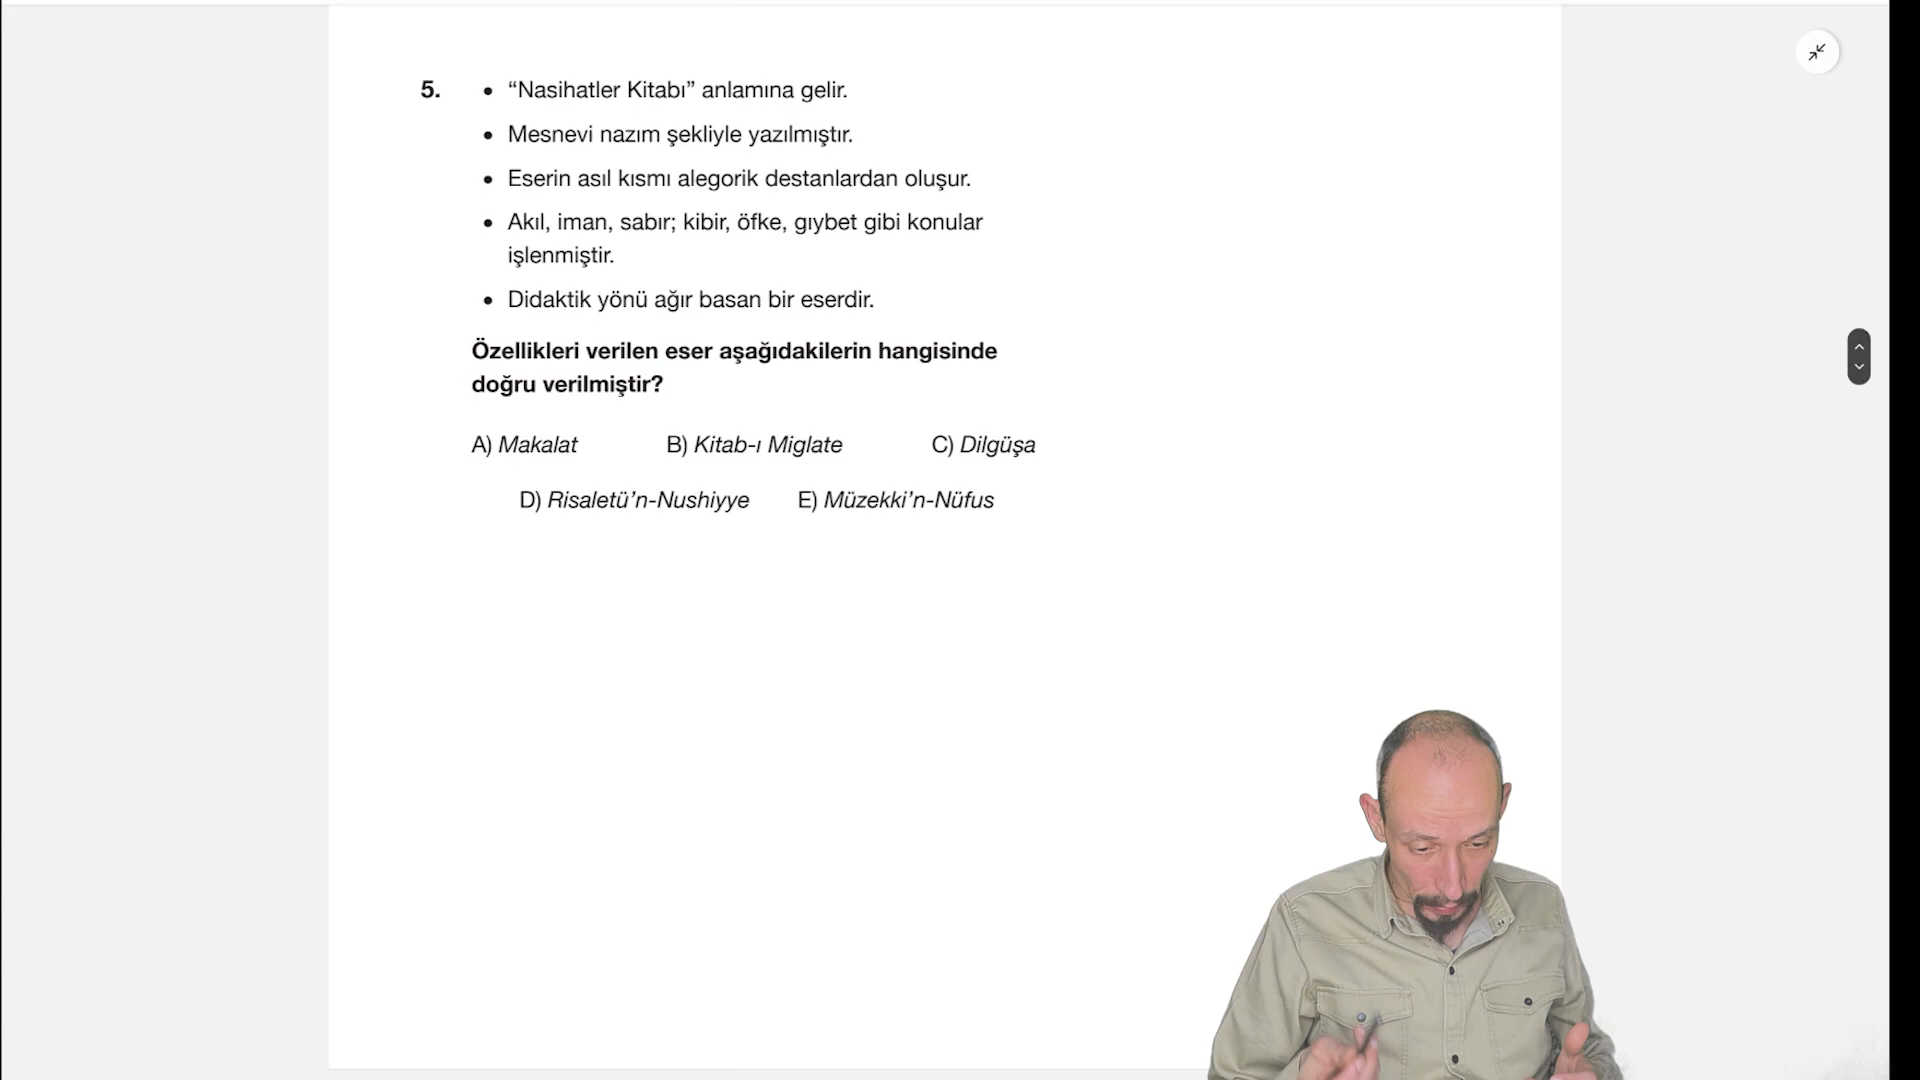 5. • “Nasihatler Kitabı” anlamına gelir.
• Mesnevi nazım şekliyle yazılmıştır.
• Eserin asıl kısmı alegorik destanlardan oluşur.
• Akıl, iman, sabır; kibir, öfke, gıybet gibi konular
işlenmiştir.
• Didaktik yönü ağır basan bir eserdir.
Özellikleri verilen eser aşağıdakilerin hangisinde
doğru verilmiştir?
A) Makalat B) Kitab-ı Miglate C) Dilgüşa
D) Risaletü’n-Nushiyye E) Müzekki’n-Nüfus